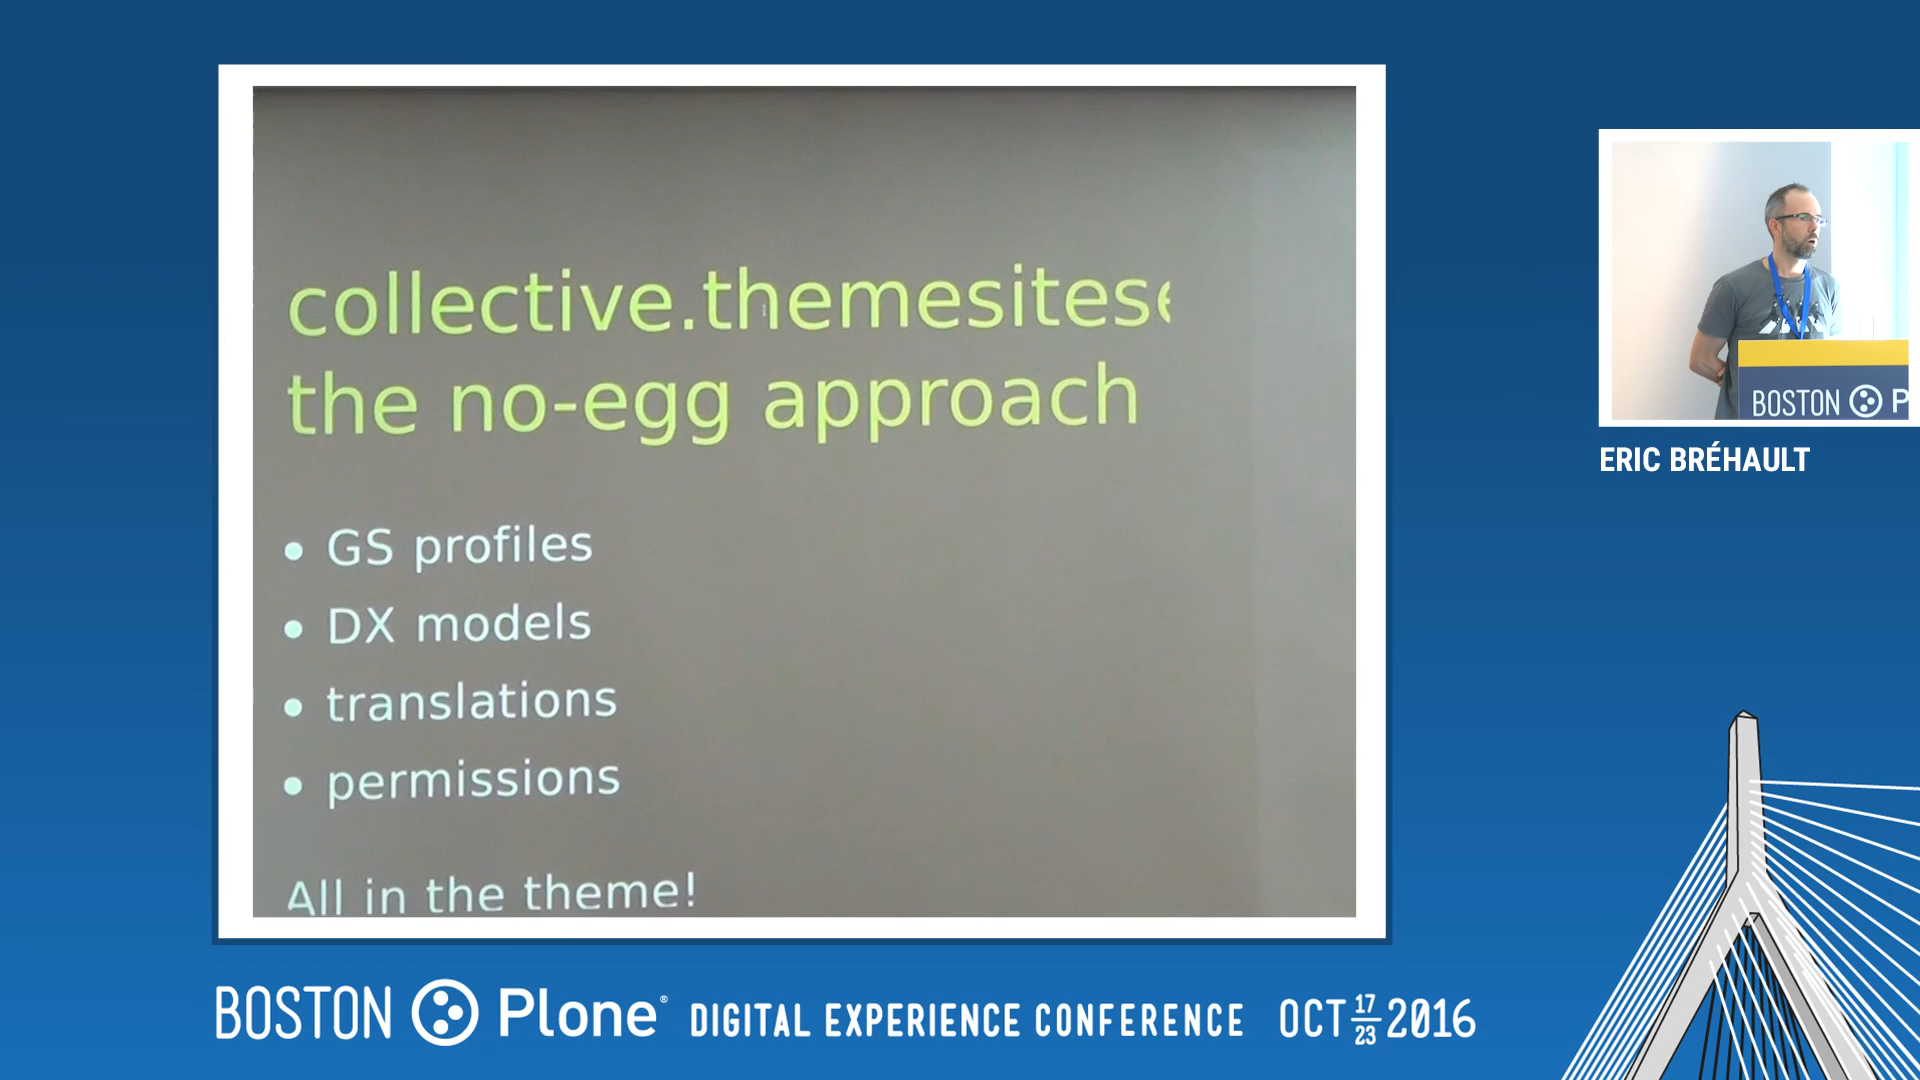 collective.themesitese
the no-egg approach
• GS profiles
• DX models
• translations
• permissions
All in the theme!
BOSTON P
ERIC BRÉHAULT
BOSTON Plone® DIGITAL EXPERIENCE CONFERENCE OCT 17 23 2016